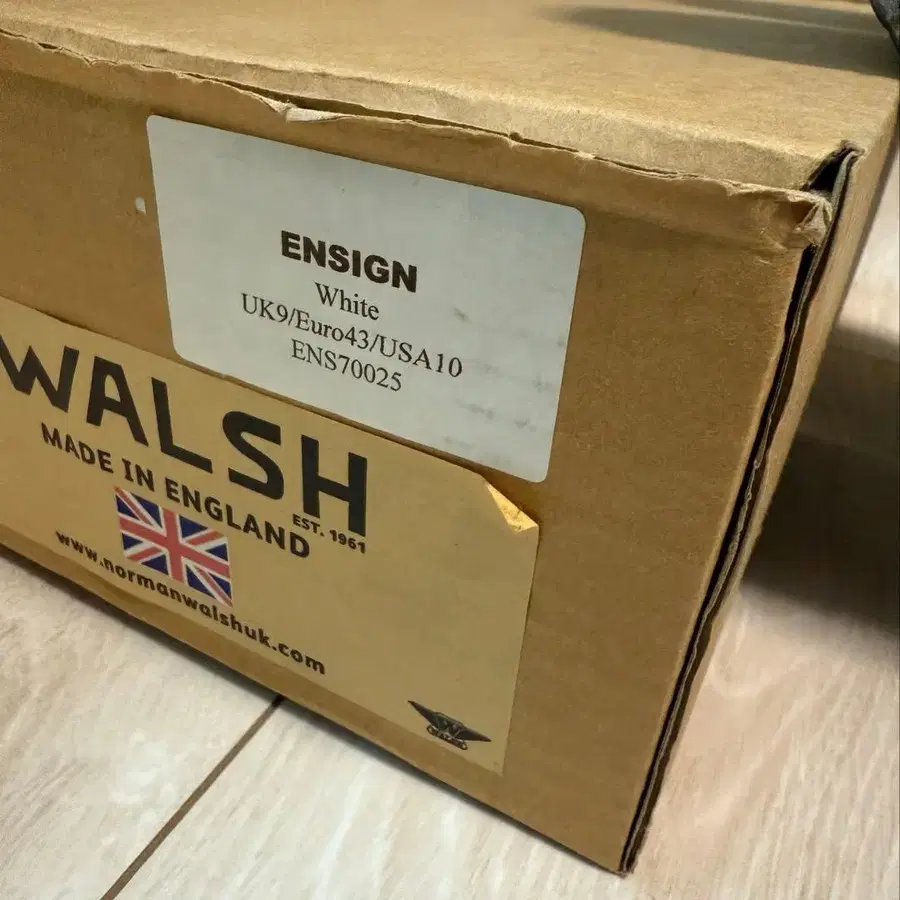 ENSIGN
White
UK9/Euro43/USA10
ENS70025
WALSH
MADE IN ENGLAND
EST. 1961
www.normanwalshuk.com
W